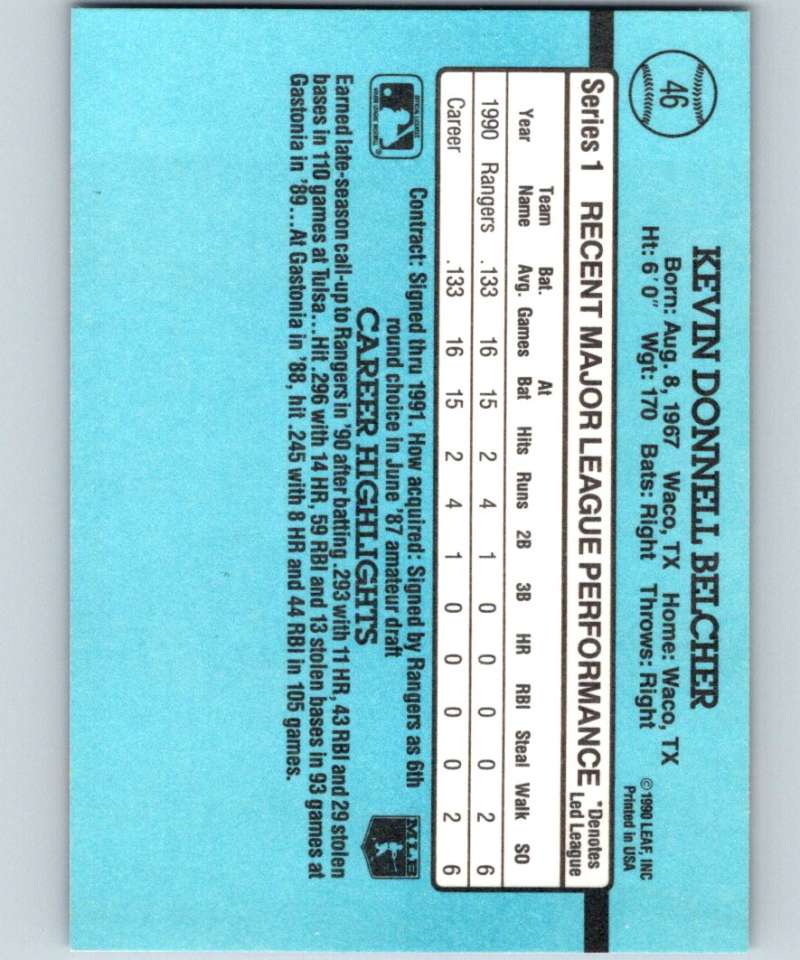 46
KEVIN DONNELL BELCHER
Born: Aug. 8, 1967 Waco, TX Home: Waco, TX
Ht: 6'0" Wgt: 170 Bats: Right Throws: Right
©1990 LEAF, INC
Printed in USA
Series 1 RECENT MAJOR LEAGUE PERFORMANCE *Denotes Led League
Year Team Name Bat. Avg. Games At Bat Hits Runs 2B 3B HR RBI Steal Walk SO
1990 Rangers .133 16 15 2 4 1 0 0 0 0 2 6
Career .133 16 15 2 4 1 0 0 0 0 2 6
Contract: Signed thru 1991. How acquired: Signed by Rangers as 6th
round choice in June '87 amateur draft
CAREER HIGHLIGHTS
MLB
Earned late-season call-up to Rangers in '90 after batting .293 with 11 HR, 43 RBI and 29 stolen
bases in 110 games at Tulsa...Hit .296 with 14 HR, 59 RBI and 13 stolen bases in 93 games at
Gastonia in '89...At Gastonia in '88, hit .245 with 8 HR and 44 RBI in 105 games.